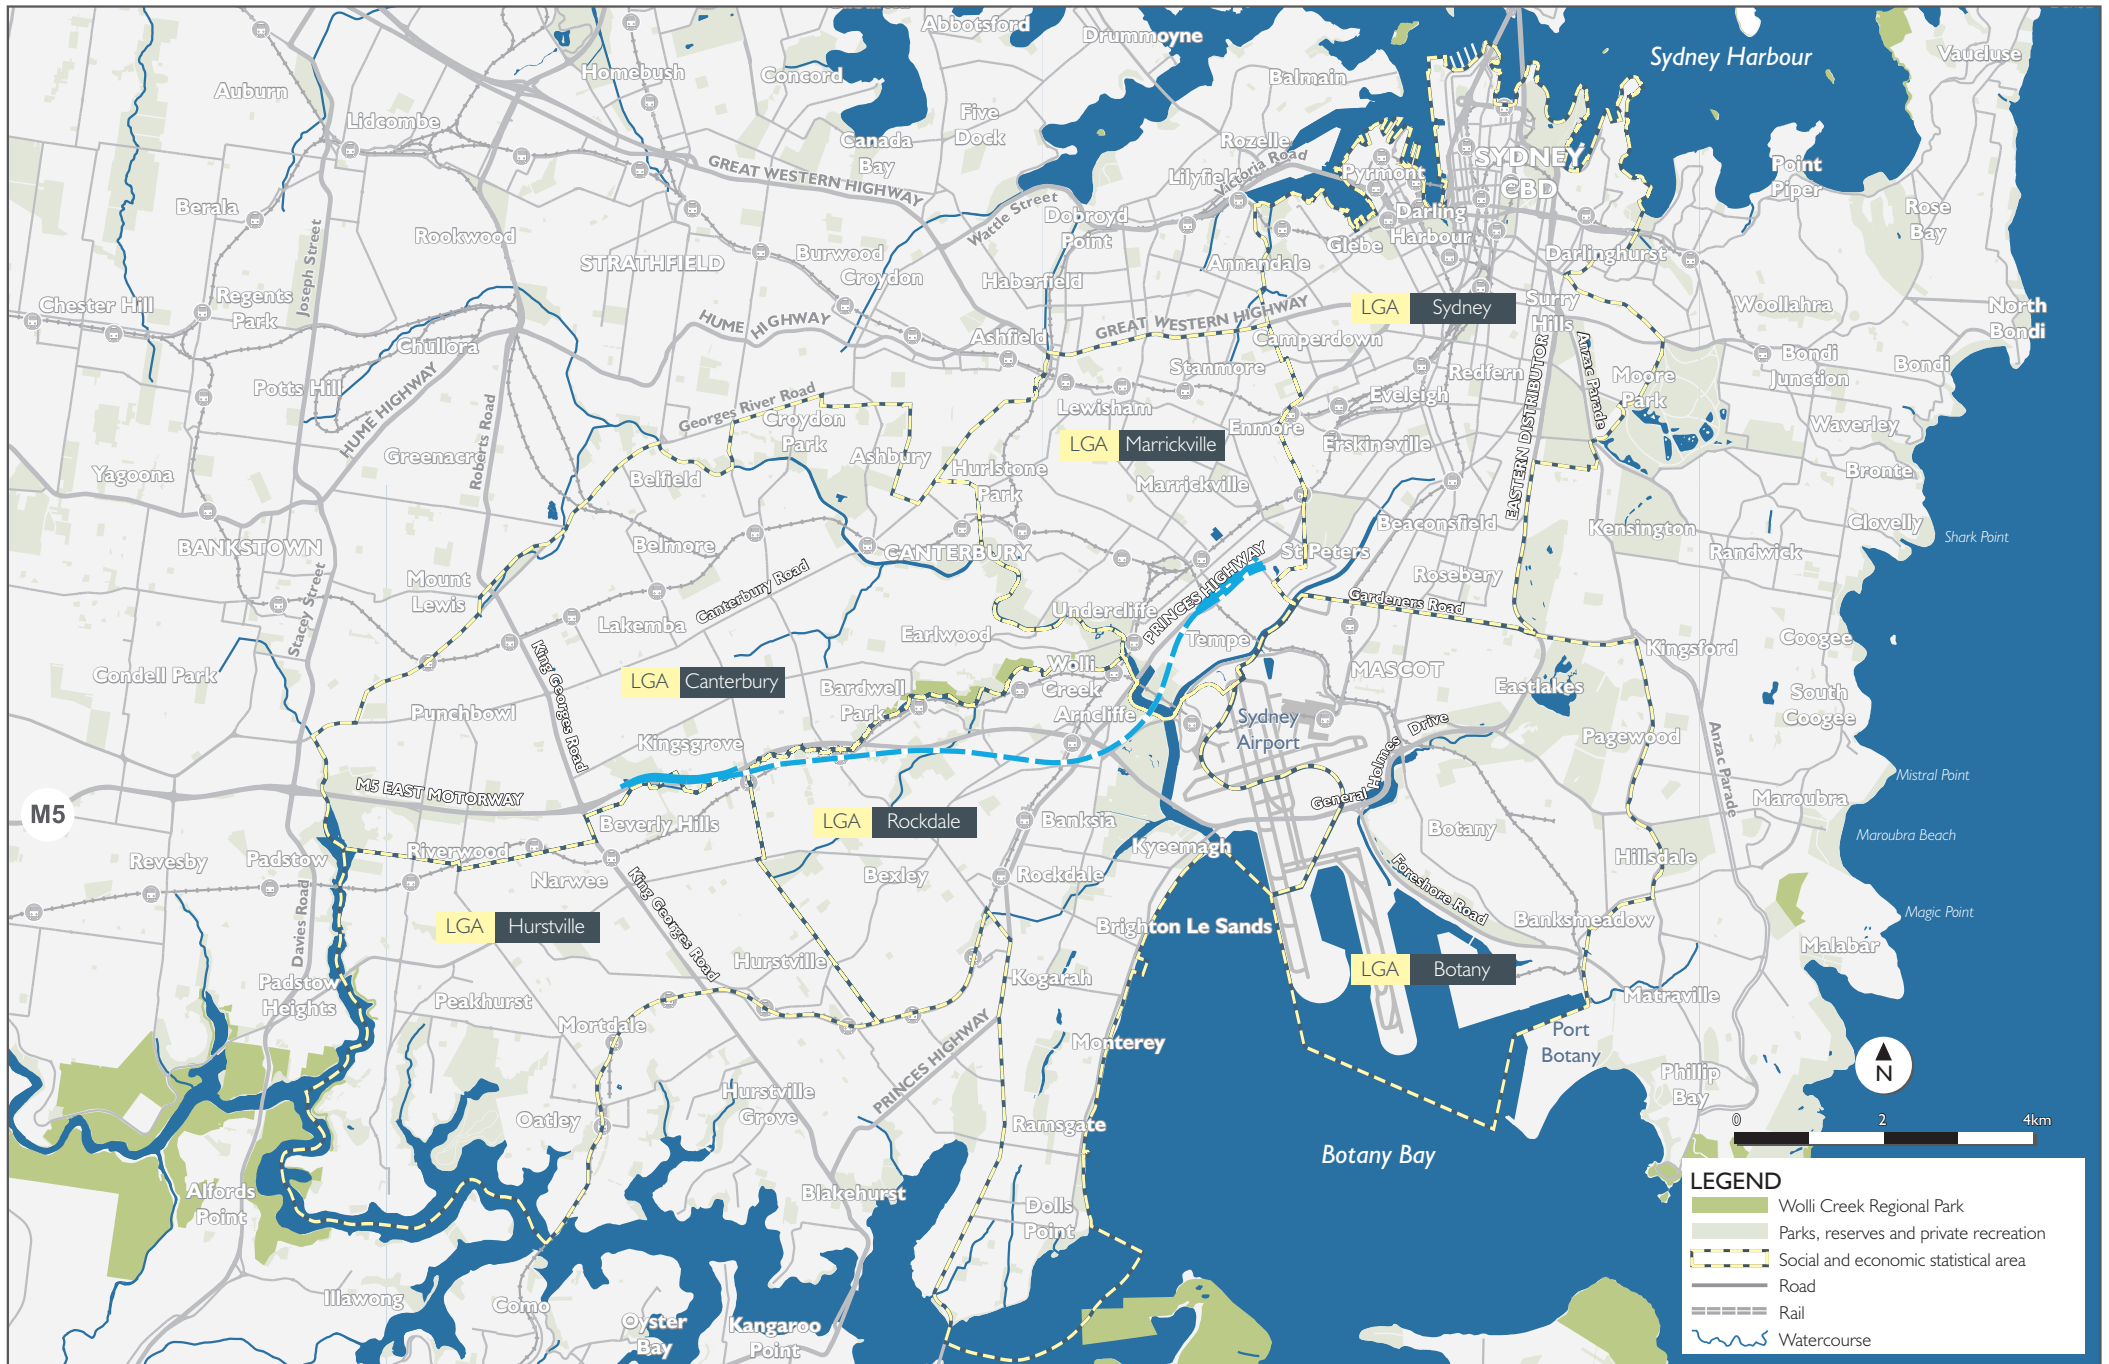 Abbotsford
Drummoyne
Sydney Harbour
Vaucluse
Homebush
Concord
Balmain
Auburn
Lidcombe
Five
Dock
Canada
Bay
Rozelle
Victoria Road
Lilyfield
GREAT WESTERN HIGHWAY
Pyrmont
SYDNEY
CBD
Point
Piper
Berala
Rookwood
Joseph Street
Wattle Street
Dobroyd
Point
Darling
Harbour
Glebe
Rose
Bay
STRATHFIELD
Burwood
Croydon
Haberfield
Annandale
Darlinghurst
Chester Hill
Regents
Park
HUME HIGHWAY
Ashfield
GREAT WESTERN HIGHWAY
LGA Sydney
Surry
Hills
Woollahra
North
Bondi
Chullora
Camperdown
Stanmore
Redfern
Anzac Parade
Moore
Park
Bondi
Junction
Bondi
Potts Hill
HUME HIGHWAY
Roberts Road
Georges River Road
Croydon
Park
Lewisham
Enmore
Eveleigh
Erskineville
EASTERN DISTRIBUTOR
Waverley
Greenacre
Ashbury
LGA Marrickville
Bronte
Yagoona
Belfield
Hurlstone
Park
Marrickville
Beaconsfield
Kensington
Clovelly
Shark Point
BANKSTOWN
Belmore
CANTERBURY
PRINCES HIGHWAY
St Peters
Randwick
Mount
Lewis
Canterbury Road
Rosebery
Gardeners Road
Stacey Street
Lakemba
Earlwood
Undercliffe
Tempe
Kingsford
Coogee
Condell Park
King Georges Road
LGA Canterbury
Bardwell
Park
Wolli
Creek
MASCOT
Eastlakes
South
Coogee
Punchbowl
Arncliffe
Sydney
Airport
Drive
Kingsgrove
General Holmes
Pagewood
Anzac Parade
Mistral Point
M5
M5 EAST MOTORWAY
Maroubra
Beverly Hills
LGA Rockdale
Banksia
Botany
Maroubra Beach
Revesby
Padstow
Riverwood
Kyeemagh
Hillsdale
Narwee
Bexley
Rockdale
Foreshore Road
Davies Road
King Georges Road
LGA Hurstville
Brighton Le Sands
Banksmeadow
Magic Point
Malabar
Hurstville
Kogarah
LGA Botany
Padstow
Heights
Peakhurst
Matraville
Mortdale
PRINCES HIGHWAY
Monterey
Port
Botany
N
Phillip
Bay
Hurstville
Grove
Oatley
Ramsgate
0 2 4km
Botany Bay
Alfords
Point
Blakehurst
Dolls
Point
Illawong
Como
Oyster
Bay
Kangaroo
Point
LEGEND
Wolli Creek Regional Park
Parks, reserves and private recreation
Social and economic statistical area
Road
Rail
Watercourse